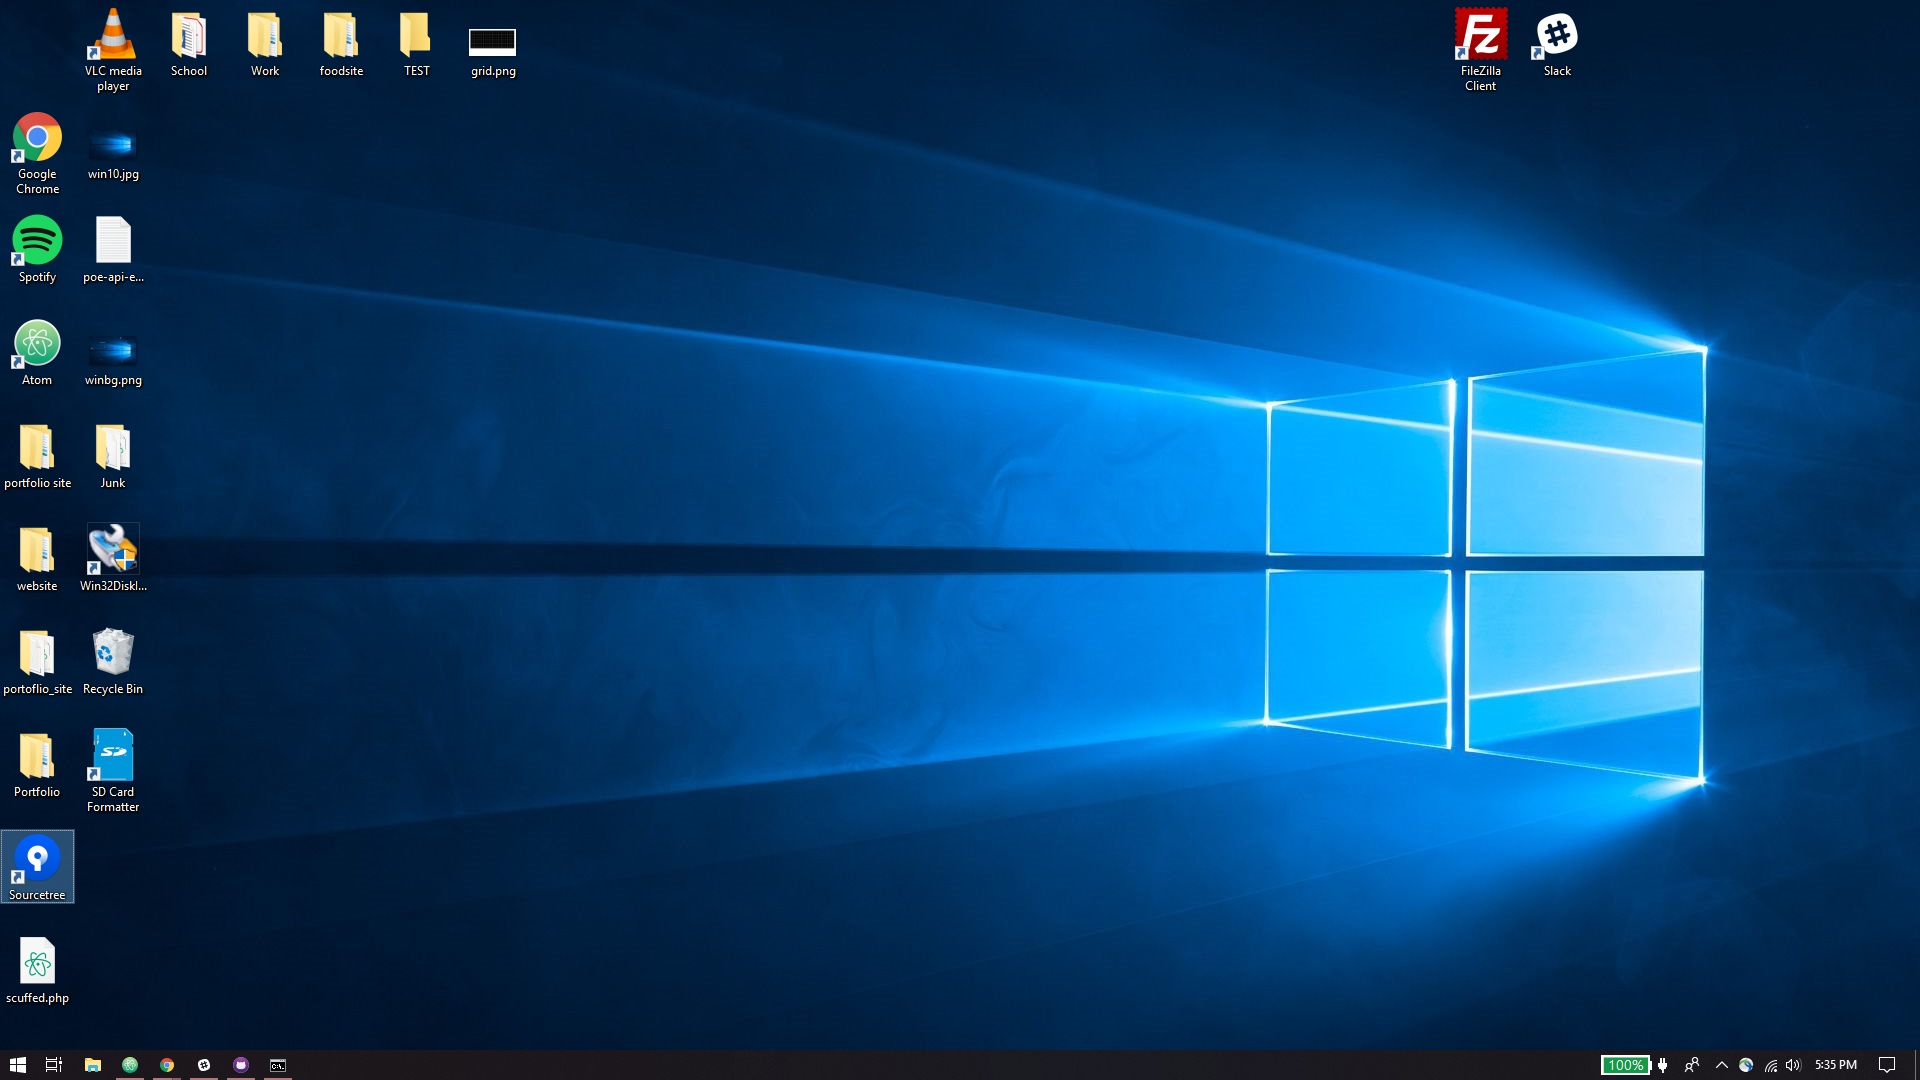 VLC media
player
School
Work
foodsite
TEST
grid.png
FileZilla
Client
Slack
Google
Chrome
win10.jpg
Spotify
poe-api-e...
Atom
winbg.png
portfolio site
Junk
website
Win32DiskI...
portoflio_site
Recycle Bin
Portfolio
SD Card
Formatter
Sourcetree
scuffed.php
100%
5:35 PM